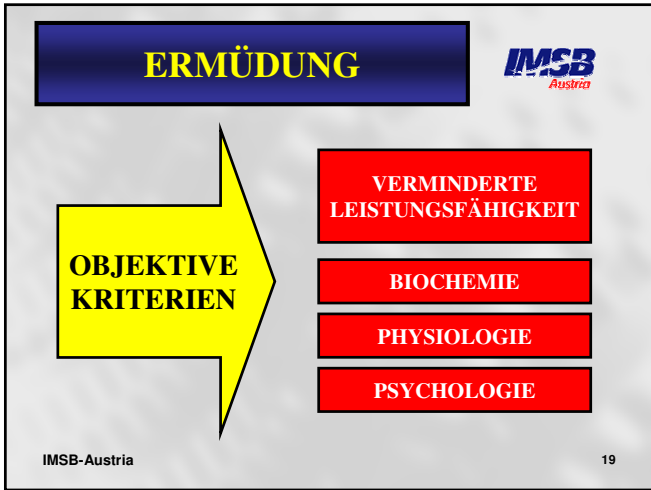 ERMÜDUNG
IMSB
Austria
OBJEKTIVE
KRITERIEN
VERMINDERTE
LEISTUNGSFÄHIGKEIT
BIOCHEMIE
PHYSIOLOGIE
PSYCHOLOGIE
IMSB-Austria
19